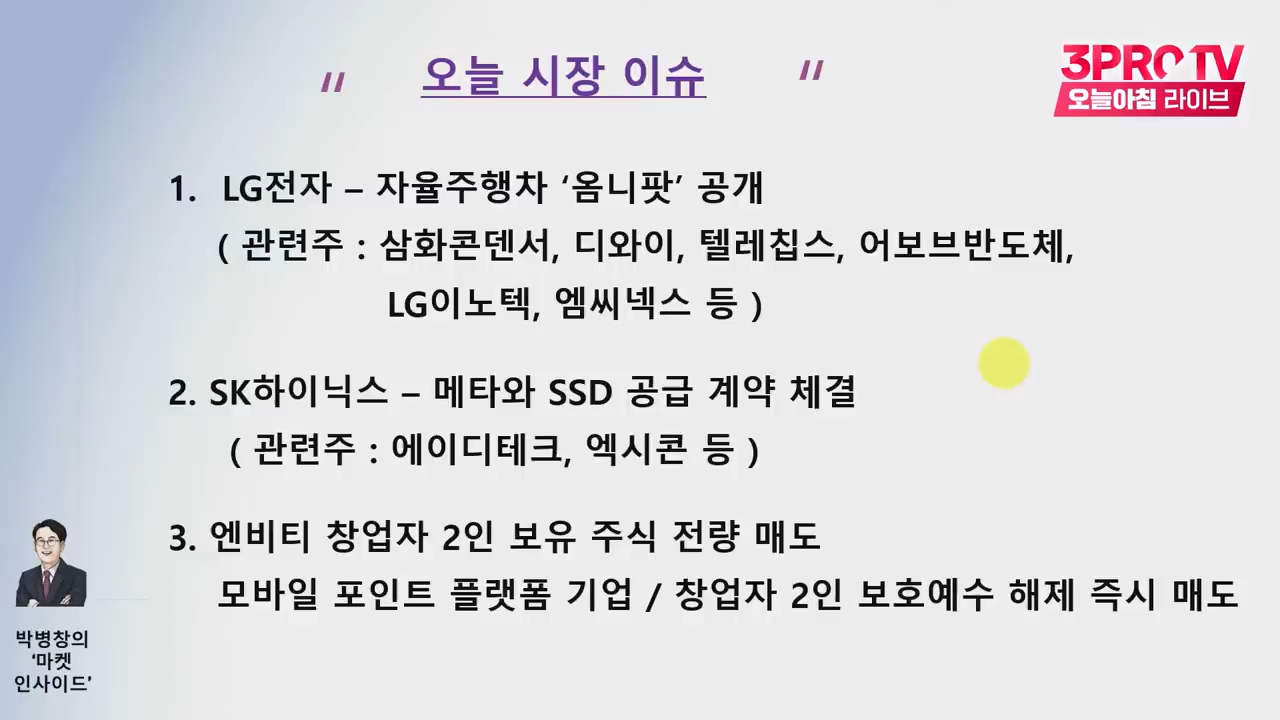 " 오늘 시장 이슈 "
3PROTV
오늘아침 라이브
1. LG전자 – 자율주행차 ‘옴니팟’ 공개
( 관련주 : 삼화콘덴서, 디와이, 텔레칩스, 어보브반도체,
LG이노텍, 엠씨넥스 등 )
2. SK하이닉스 – 메타와 SSD 공급 계약 체결
( 관련주 : 에이디테크, 엑시콘 등 )
3. 엔비티 창업자 2인 보유 주식 전량 매도
모바일 포인트 플랫폼 기업 / 창업자 2인 보호예수 해제 즉시 매도
박병창의
‘마켓
인사이드’